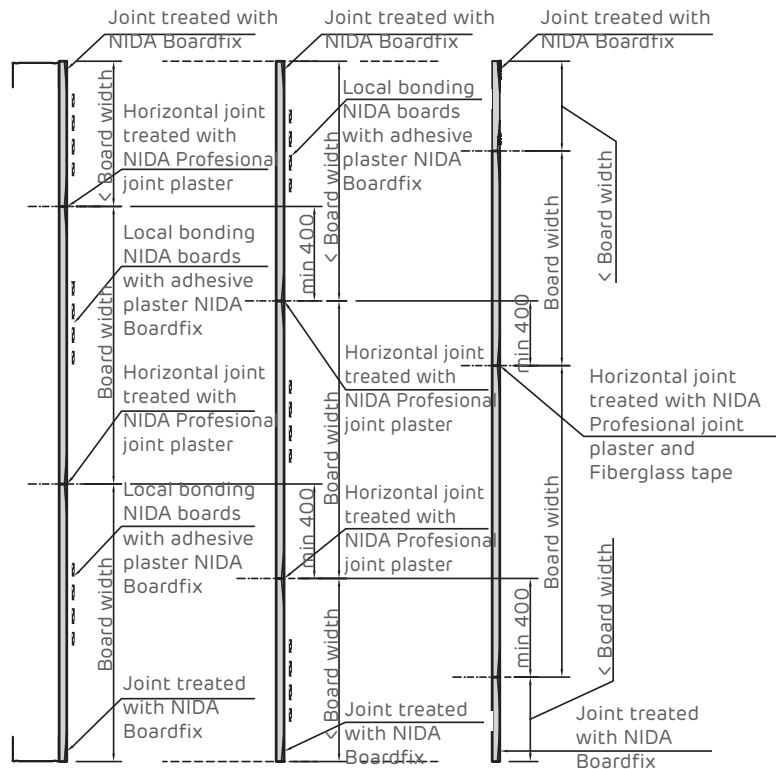 Joint treated with
NIDA Boardfix
Joint treated with
NIDA Boardfix
Joint treated with
NIDA Boardfix
< Board width
Horizontal joint
treated with
NIDA Profesional
joint plaster
Local bonding
NIDA boards
with adhesive
plaster NIDA
Boardfix
Board width
Horizontal joint
treated with
NIDA Profesional
joint plaster
Local bonding
NIDA boards
with adhesive
plaster NIDA
Boardfix
Board width
Joint treated
with NIDA
Boardfix
Local bonding
NIDA boards
with adhesive
plaster NIDA
Boardfix
< Board width
min 400
Horizontal joint
treated with
NIDA Profesional
joint plaster
Board width
min 400
Horizontal joint
treated with
NIDA Profesional
joint plaster
< Board width
Joint treated
with NIDA
Boardfix
< Board width
Board width
min 400
Horizontal joint
treated with NIDA
Profesional joint
plaster and
Fiberglass tape
Board width
min 400
< Board width
Joint treated
with NIDA
Boardfix